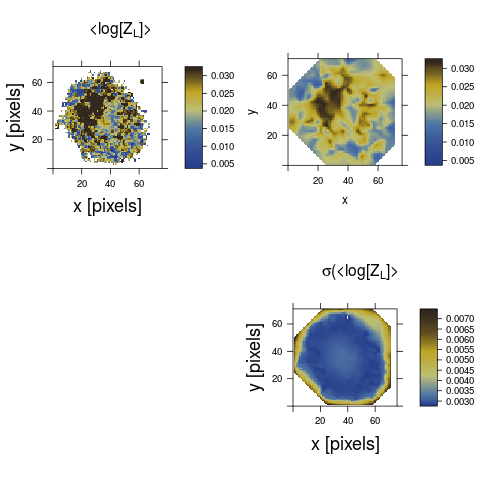 <log[Z_L]>
60
40
20
20 40 60
y [pixels]
x [pixels]
0.030
0.025
0.020
0.015
0.010
0.005
60
40
20
20 40 60
y
x
0.030
0.025
0.020
0.015
0.010
0.005
σ(<log[Z_L]>
60
40
20
20 40 60
y [pixels]
x [pixels]
0.0070
0.0065
0.0060
0.0055
0.0050
0.0045
0.0040
0.0035
0.0030